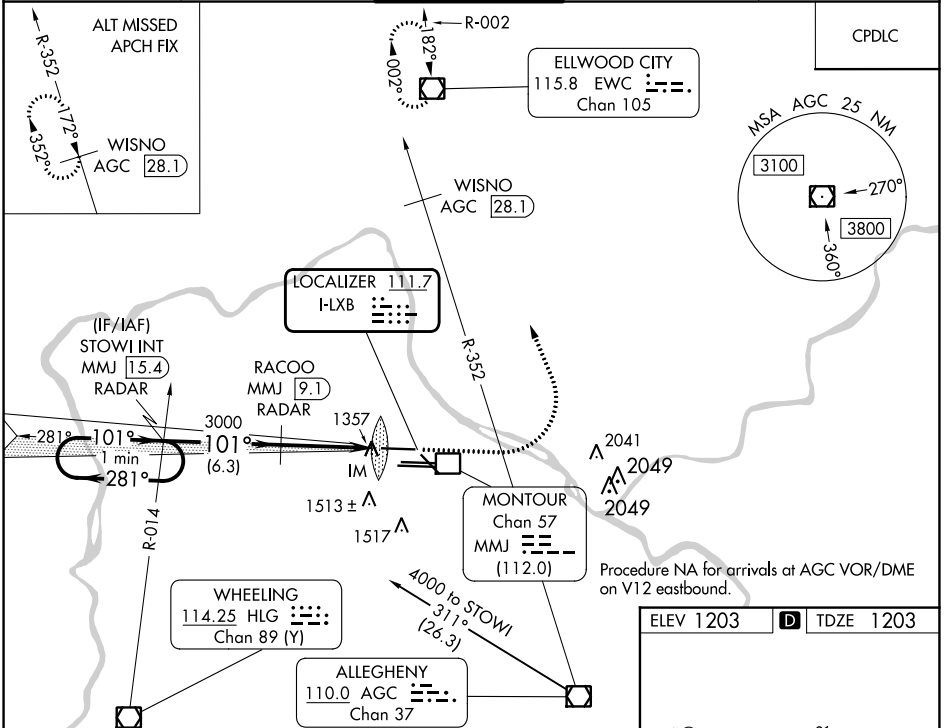 ALT MISSED
APCH FIX
R-352
172°
352°
WISNO
AGC 28.1
R-002
182°
002°
ELLWOOD CITY
115.8 EWC
Chan 105
CPDLC
MSA AGC 25 NM
3100
270°
3800
360°
WISNO
AGC 28.1
LOCALIZER 111.7
I-LXB
R-352
(IF/IAF)
STOWI INT
MMJ 15.4
RADAR
RACOO
MMJ 9.1
RADAR
1357
3000
281°
101°
101°
1 min
(6.3)
281°
IM
2041
2049
2049
1513 ±
1517
R-014
MONTOUR
Chan 57
MMJ
(112.0)
Procedure NA for arrivals at AGC VOR/DME
on V12 eastbound.
4000 to STOWI
311°
(26.3)
WHEELING
114.25 HLG
Chan 89 (Y)
ALLEGHENY
110.0 AGC
Chan 37
ELEV 1203
D
TDZE 1203